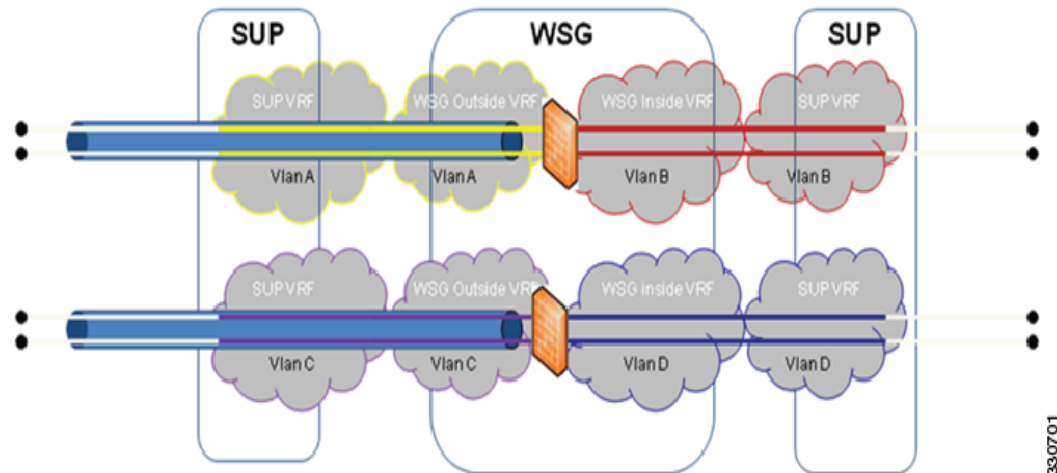 SUP WSG SUP
SUP VRF WSG Outside VRF WSG Inside VRF SUP VRF
Vlan A Vlan A Vlan B Vlan B
SUP VRF WSG Outside VRF WSG Inside VRF SUP VRF
Vlan C Vlan C Vlan D Vlan D
339701